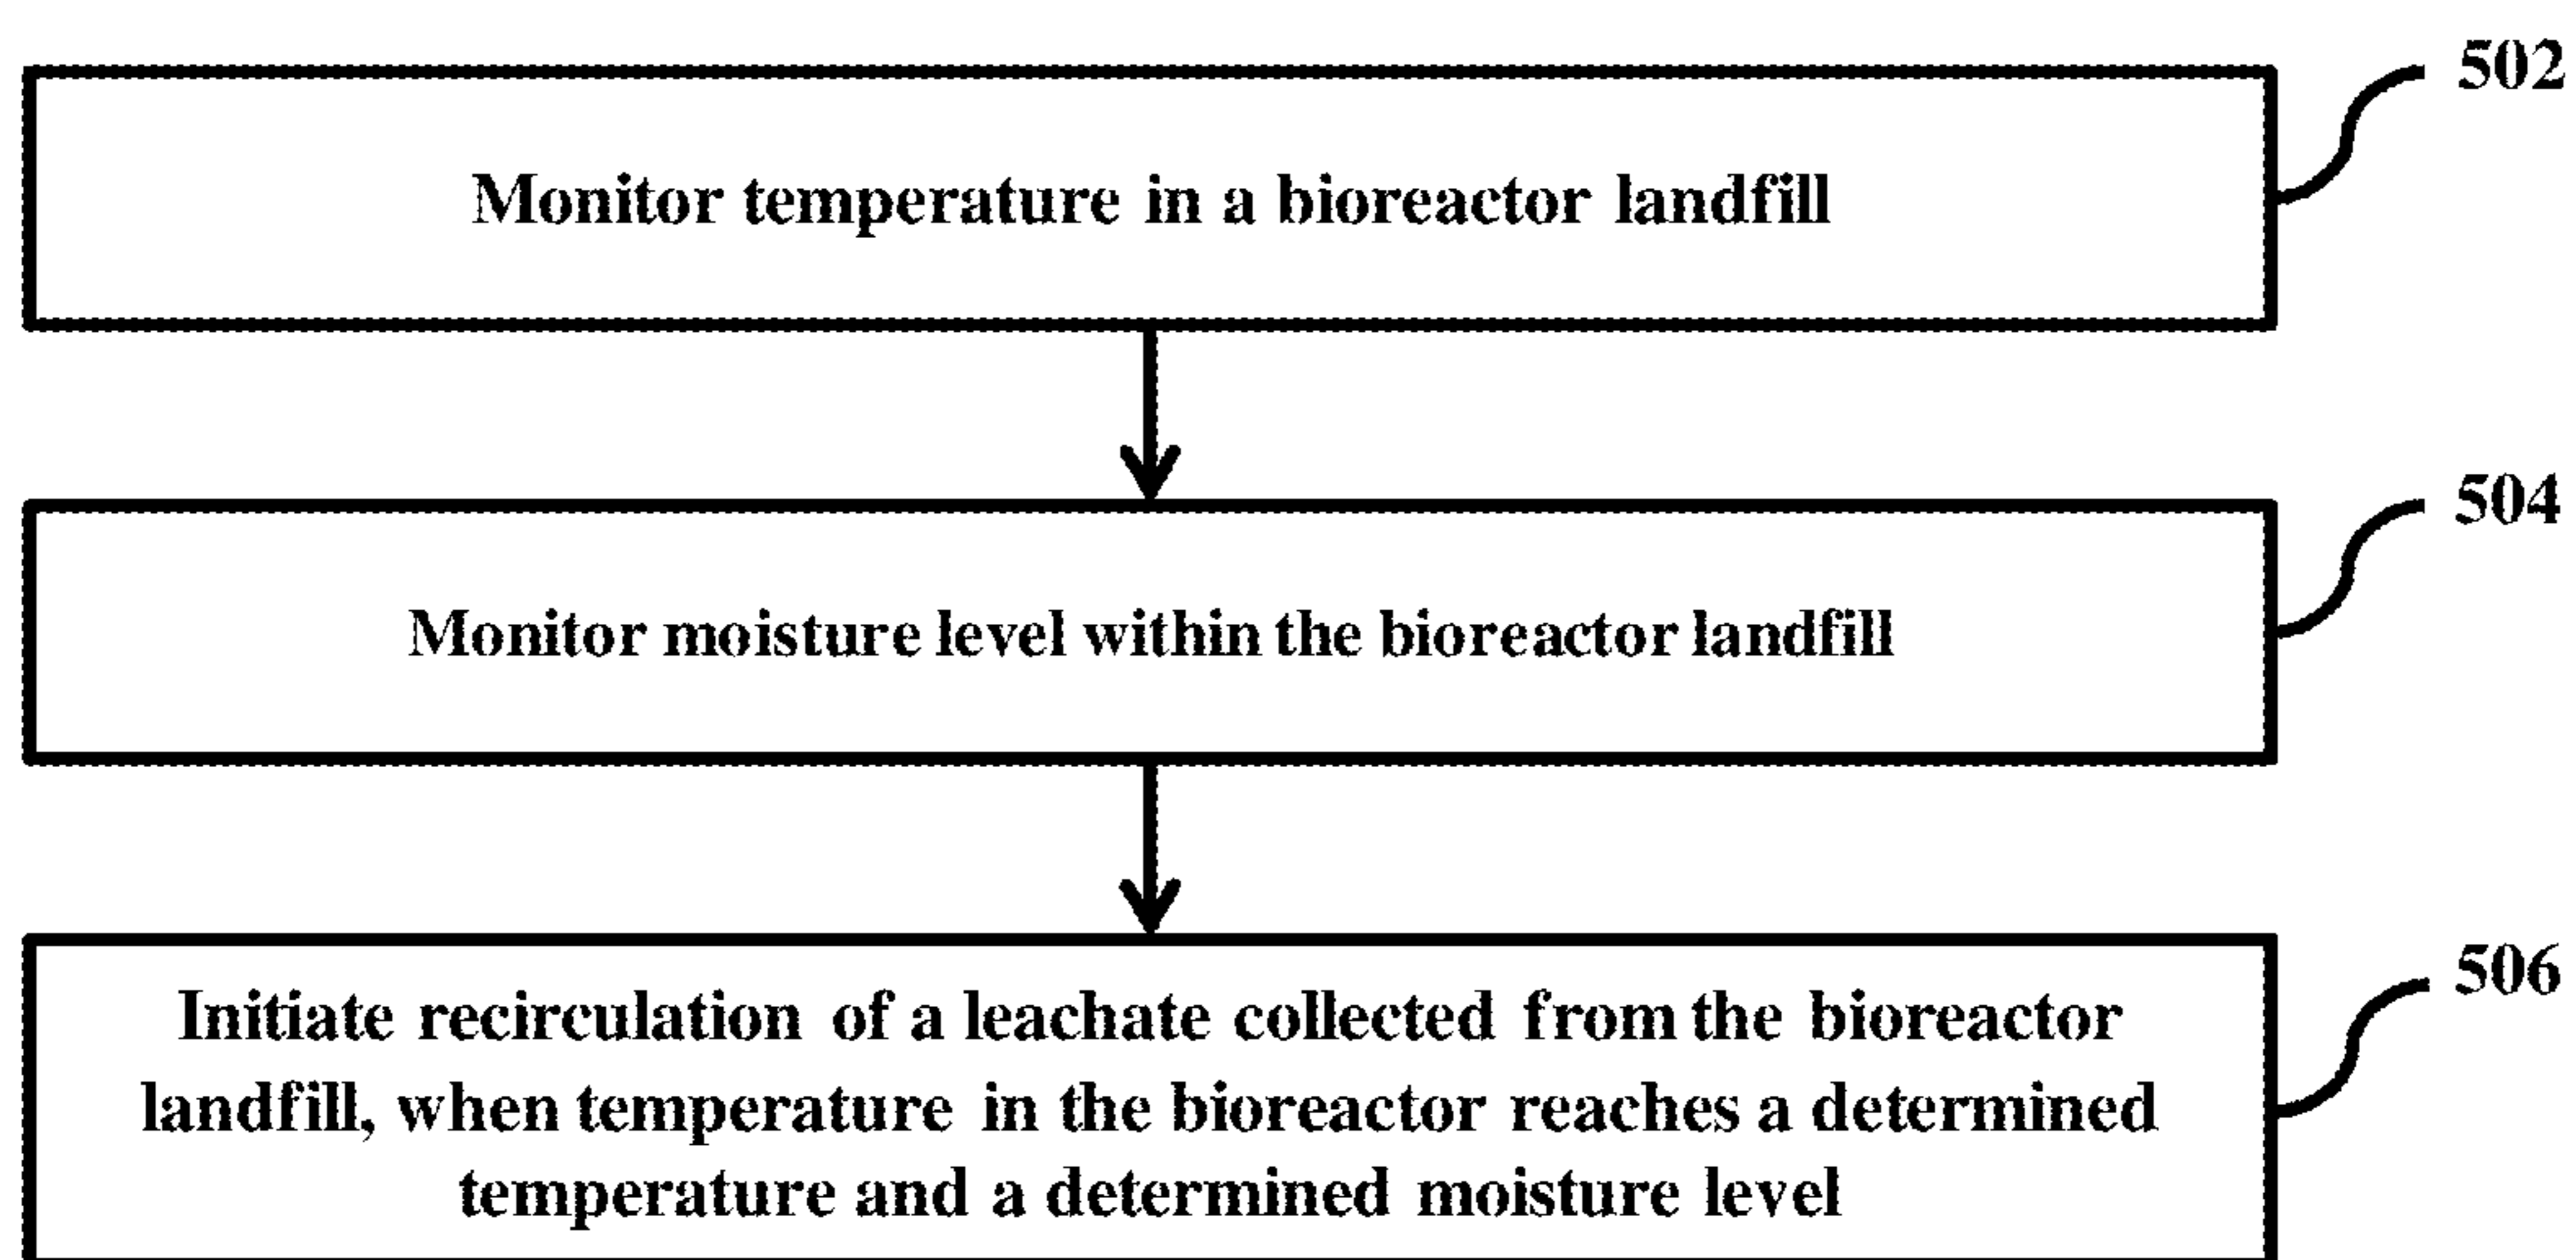 502
Monitor temperature in a bioreactor landfill
504
Monitor moisture level within the bioreactor landfill
506
Initiate recirculation of a leachate collected from the bioreactor
landfill, when temperature in the bioreactor reaches a determined
temperature and a determined moisture level